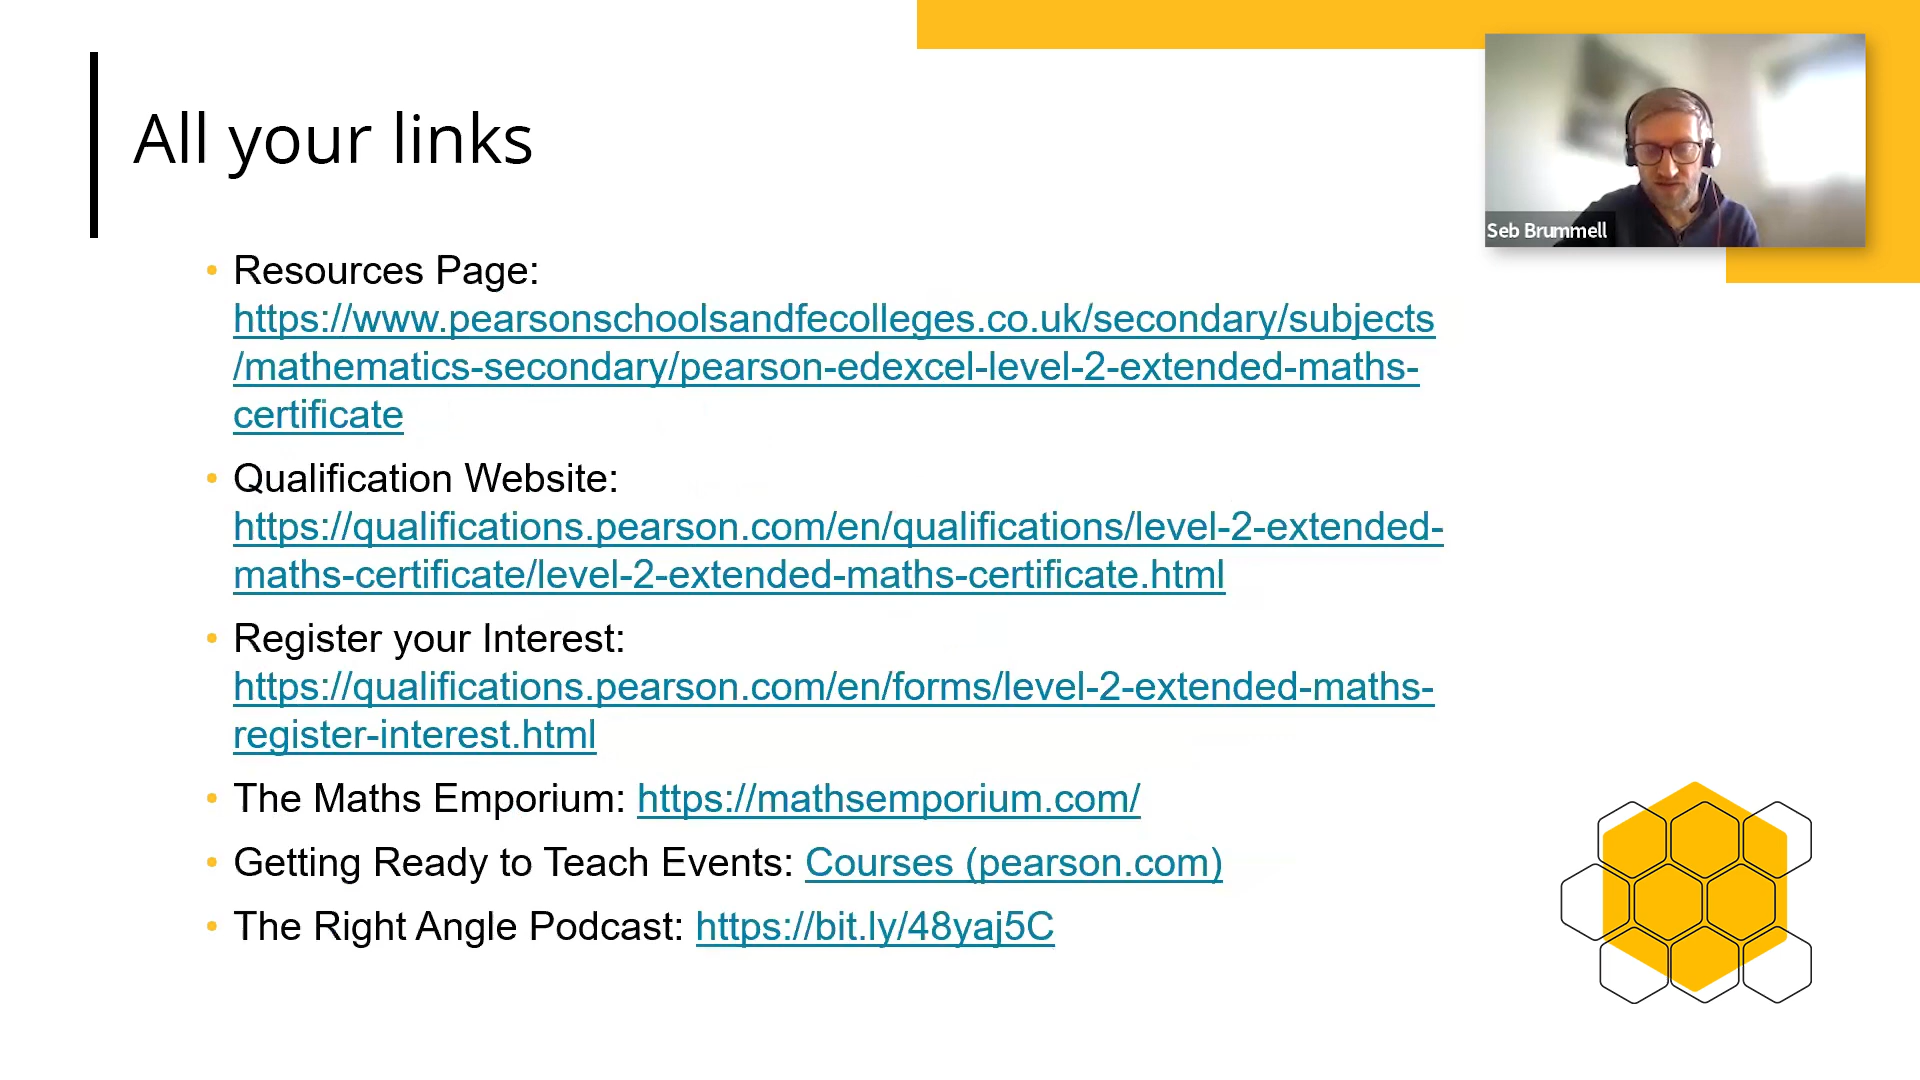 All your links
Seb Brummell
• Resources Page:
https://www.pearsonschoolsandfecolleges.co.uk/secondary/subjects
/mathematics-secondary/pearson-edexcel-level-2-extended-maths-
certificate
• Qualification Website:
https://qualifications.pearson.com/en/qualifications/level-2-extended-
maths-certificate/level-2-extended-maths-certificate.html
• Register your Interest:
https://qualifications.pearson.com/en/forms/level-2-extended-maths-
register-interest.html
• The Maths Emporium: https://mathsemporium.com/
• Getting Ready to Teach Events: Courses (pearson.com)
• The Right Angle Podcast: https://bit.ly/48yaj5C